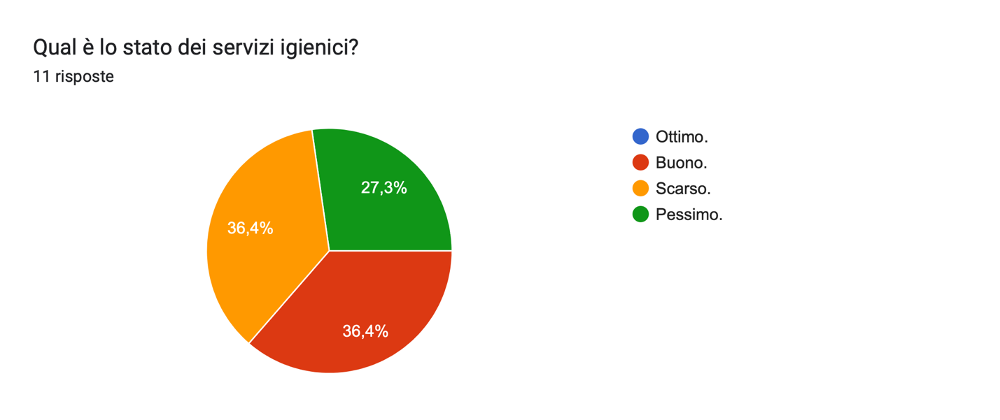 Qual è lo stato dei servizi igienici?
11 risposte
Ottimo.
Buono.
Scarso.
Pessimo.
27,3%
36,4%
36,4%